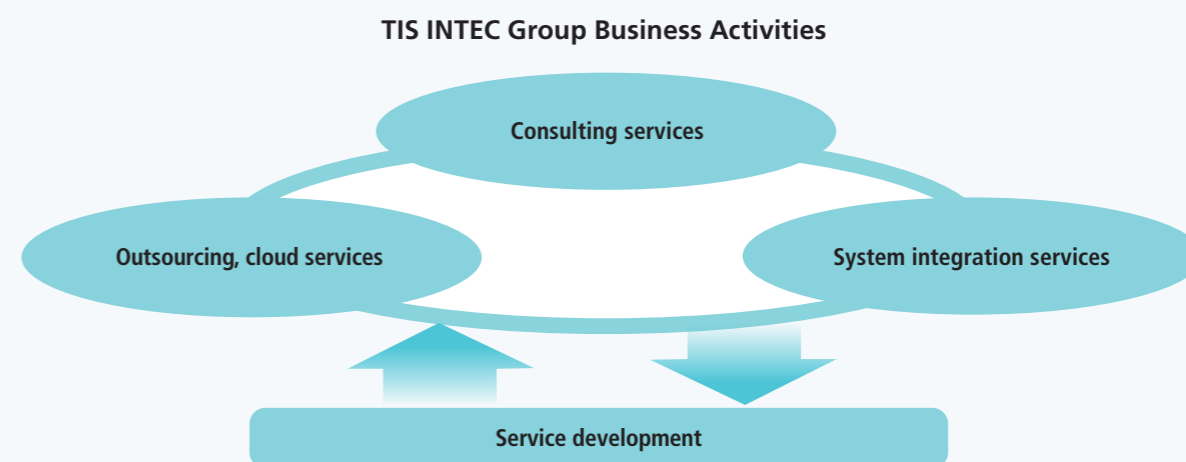 TIS INTEC Group Business Activities
Consulting services
Outsourcing, cloud services
System integration services
Service development